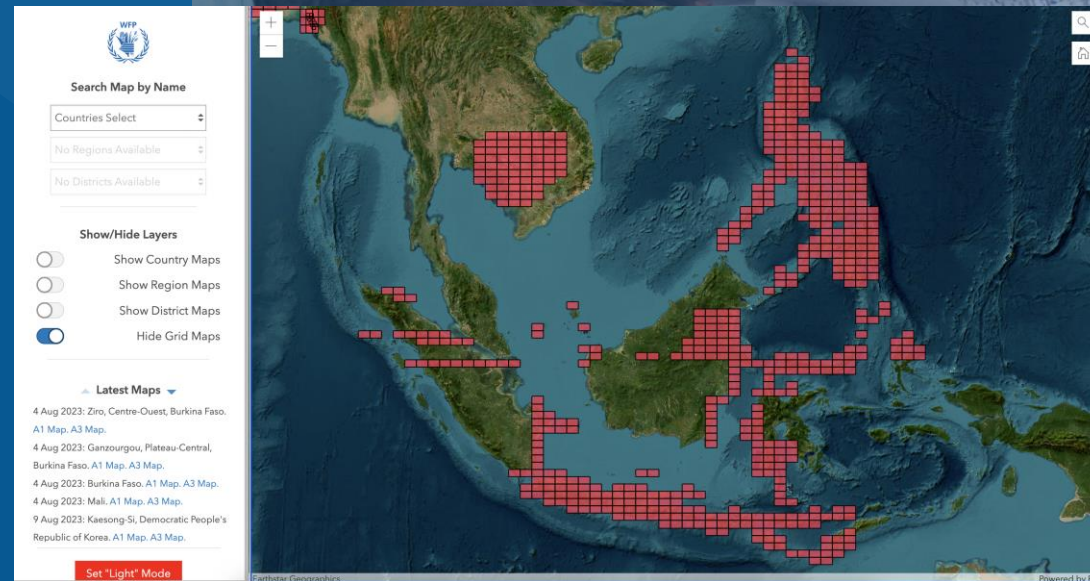 WFP
Search Map by Name
Countries Select
No Regions Available
No Districts Available
Show/Hide Layers
Show Country Maps
Show Region Maps
Show District Maps
Hide Grid Maps
Latest Maps
4 Aug 2023: Ziro, Centre-Ouest, Burkina Faso.
A1 Map. A3 Map.
4 Aug 2023: Ganzourgou, Plateau-Central,
Burkina Faso. A1 Map. A3 Map.
4 Aug 2023: Burkina Faso. A1 Map. A3 Map.
4 Aug 2023: Mali. A1 Map. A3 Map.
9 Aug 2023: Kaesong-Si, Democratic People's
Republic of Korea. A1 Map. A3 Map.
Set "Light" Mode
Earthstar Geographics
Powered by